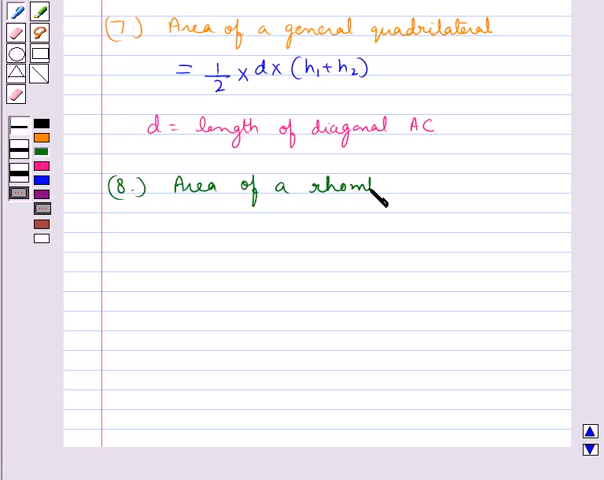 (7.) Area of a general quadrilateral
= 1/2 × d × (h₁ + h₂)
d = length of diagonal AC
(8.) Area of a rhom